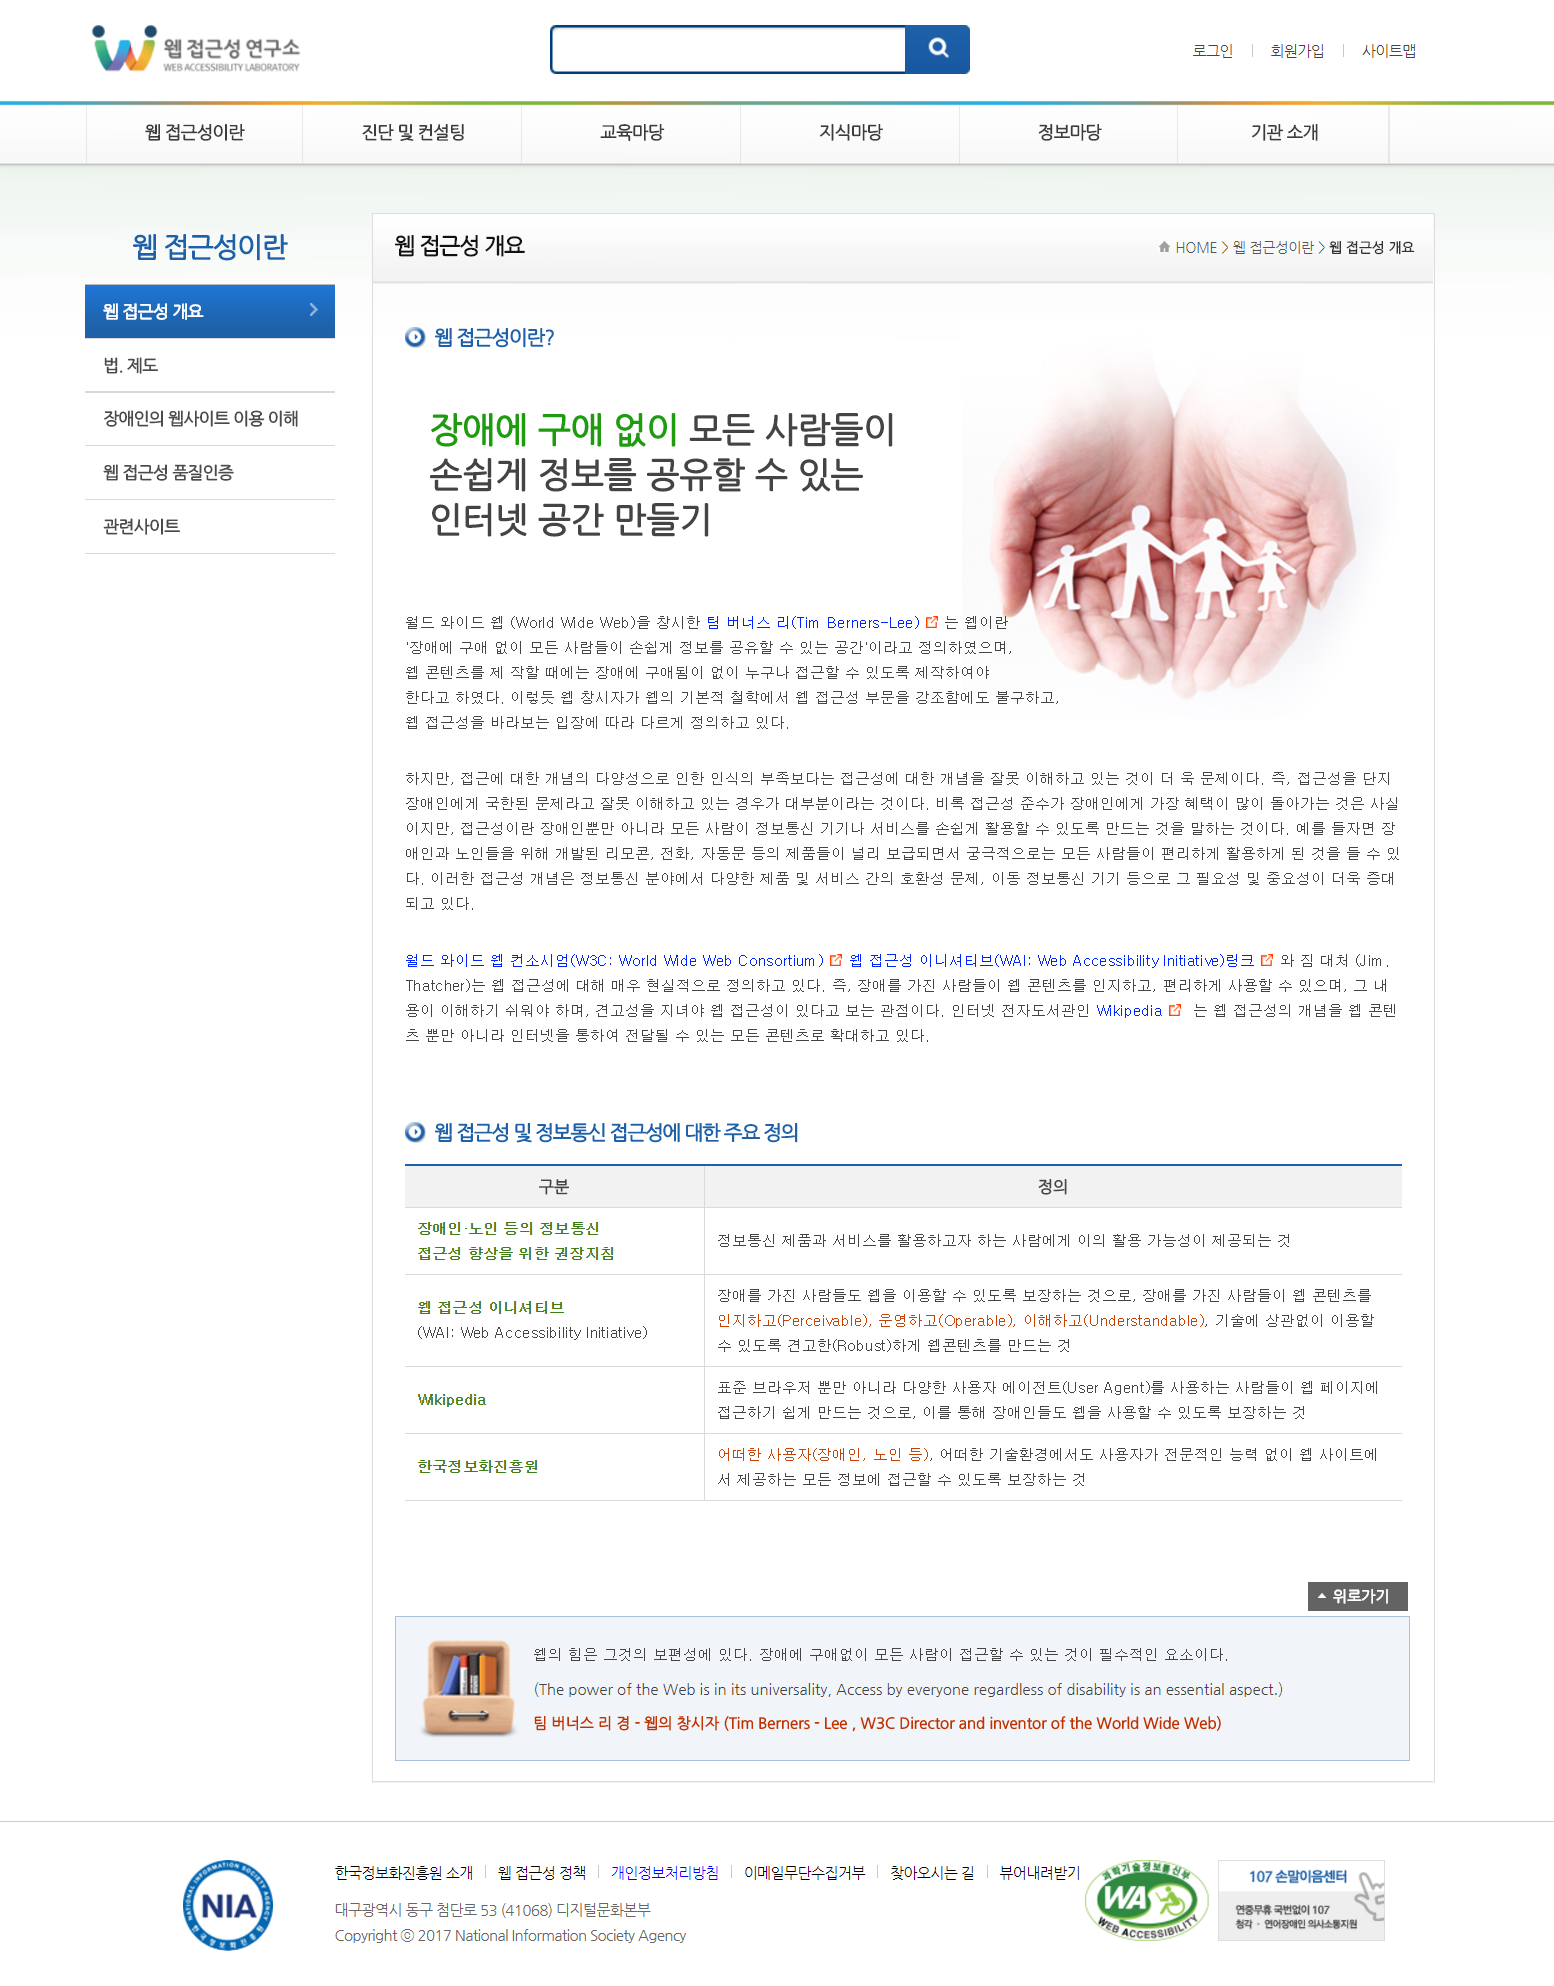 웹 접근성 연구소
WEB ACCESSIBILITY LABORATORY
로그인
회원가입
사이트맵
웹 접근성이란
진단 및 컨설팅
교육마당
지식마당
정보마당
기관 소개
웹 접근성이란
웹 접근성 개요
법. 제도
장애인의 웹사이트 이용 이해
웹 접근성 품질인증
관련사이트
웹 접근성 개요
HOME > 웹 접근성이란 > 웹 접근성 개요
웹 접근성이란?
장애에 구애 없이 모든 사람들이
손쉽게 정보를 공유할 수 있는
인터넷 공간 만들기
월드 와이드 웹 (World Wide Web)을 창시한 팀 버너스 리(Tim Berners-Lee) 는 웹이란
'장애에 구애 없이 모든 사람들이 손쉽게 정보를 공유할 수 있는 공간'이라고 정의하였으며,
웹 콘텐츠를 제 작할 때에는 장애에 구애됨이 없이 누구나 접근할 수 있도록 제작하여야
한다고 하였다. 이렇듯 웹 창시자가 웹의 기본적 철학에서 웹 접근성 부문을 강조함에도 불구하고,
웹 접근성을 바라보는 입장에 따라 다르게 정의하고 있다.
하지만, 접근에 대한 개념의 다양성으로 인한 인식의 부족보다는 접근성에 대한 개념을 잘못 이해하고 있는 것이 더 욱 문제이다. 즉, 접근성을 단지
장애인에게 국한된 문제라고 잘못 이해하고 있는 경우가 대부분이라는 것이다. 비록 접근성 준수가 장애인에게 가장 혜택이 많이 돌아가는 것은 사실
이지만, 접근성이란 장애인뿐만 아니라 모든 사람이 정보통신 기기나 서비스를 손쉽게 활용할 수 있도록 만드는 것을 말하는 것이다. 예를 들자면 장
애인과 노인들을 위해 개발된 리모콘, 전화, 자동문 등의 제품들이 널리 보급되면서 궁극적으로는 모든 사람들이 편리하게 활용하게 된 것을 들 수 있
다. 이러한 접근성 개념은 정보통신 분야에서 다양한 제품 및 서비스 간의 호환성 문제, 이동 정보통신 기기 등으로 그 필요성 및 중요성이 더욱 증대
되고 있다.
월드 와이드 웹 컨소시엄(W3C: World Wide Web Consortium) 웹 접근성 이니셔티브(WAI: Web Accessibility Initiative)링크 와 짐 대처 (Jim.
Thatcher)는 웹 접근성에 대해 매우 현실적으로 정의하고 있다. 즉, 장애를 가진 사람들이 웹 콘텐츠를 인지하고, 편리하게 사용할 수 있으며, 그 내
용이 이해하기 쉬워야 하며, 견고성을 지녀야 웹 접근성이 있다고 보는 관점이다. 인터넷 전자도서관인 Wikipedia 는 웹 접근성의 개념을 웹 콘텐
츠 뿐만 아니라 인터넷을 통하여 전달될 수 있는 모든 콘텐츠로 확대하고 있다.
웹 접근성 및 정보통신 접근성에 대한 주요 정의
구분
정의
장애인·노인 등의 정보통신
접근성 향상을 위한 권장지침
정보통신 제품과 서비스를 활용하고자 하는 사람에게 이의 활용 가능성이 제공되는 것
웹 접근성 이니셔티브
(WAI: Web Accessibility Initiative)
장애를 가진 사람들도 웹을 이용할 수 있도록 보장하는 것으로, 장애를 가진 사람들이 웹 콘텐츠를
인지하고(Perceivable), 운영하고(Operable), 이해하고(Understandable), 기술에 상관없이 이용할
수 있도록 견고한(Robust)하게 웹콘텐츠를 만드는 것
Wikipedia
표준 브라우저 뿐만 아니라 다양한 사용자 에이전트(User Agent)를 사용하는 사람들이 웹 페이지에
접근하기 쉽게 만드는 것으로, 이를 통해 장애인들도 웹을 사용할 수 있도록 보장하는 것
한국정보화진흥원
어떠한 사용자(장애인, 노인 등), 어떠한 기술환경에서도 사용자가 전문적인 능력 없이 웹 사이트에
서 제공하는 모든 정보에 접근할 수 있도록 보장하는 것
위로가기
웹의 힘은 그것의 보편성에 있다. 장애에 구애없이 모든 사람이 접근할 수 있는 것이 필수적인 요소이다.
(The power of the Web is in its universality, Access by everyone regardless of disability is an essential aspect.)
팀 버너스 리 경 - 웹의 창시자 (Tim Berners - Lee , W3C Director and inventor of the World Wide Web)
한국정보화진흥원 소개
웹 접근성 정책
개인정보처리방침
이메일무단수집거부
찾아오시는 길
뷰어내려받기
대구광역시 동구 첨단로 53 (41068) 디지털문화본부
Copyright ⓒ 2017 National Information Society Agency
NATIONAL INFORMATION SOCIETY AGENCY
NIA
한국정보화진흥원
과학기술정보통신부
WA
WEB ACCESSIBILITY
107 손말이음센터
연중무휴 국번없이 107
청각 · 언어장애인 의사소통지원